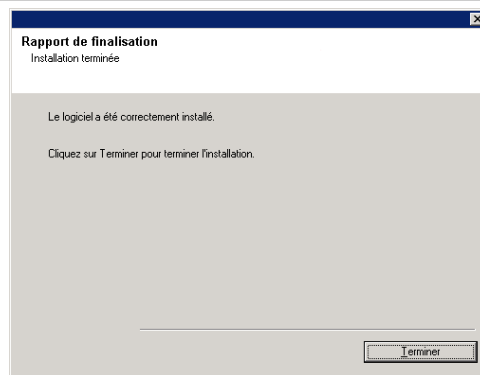 Rapport de finalisation
Installation terminée
Le logiciel a été correctement installé.
Cliquez sur Terminer pour terminer l'installation.
Terminer